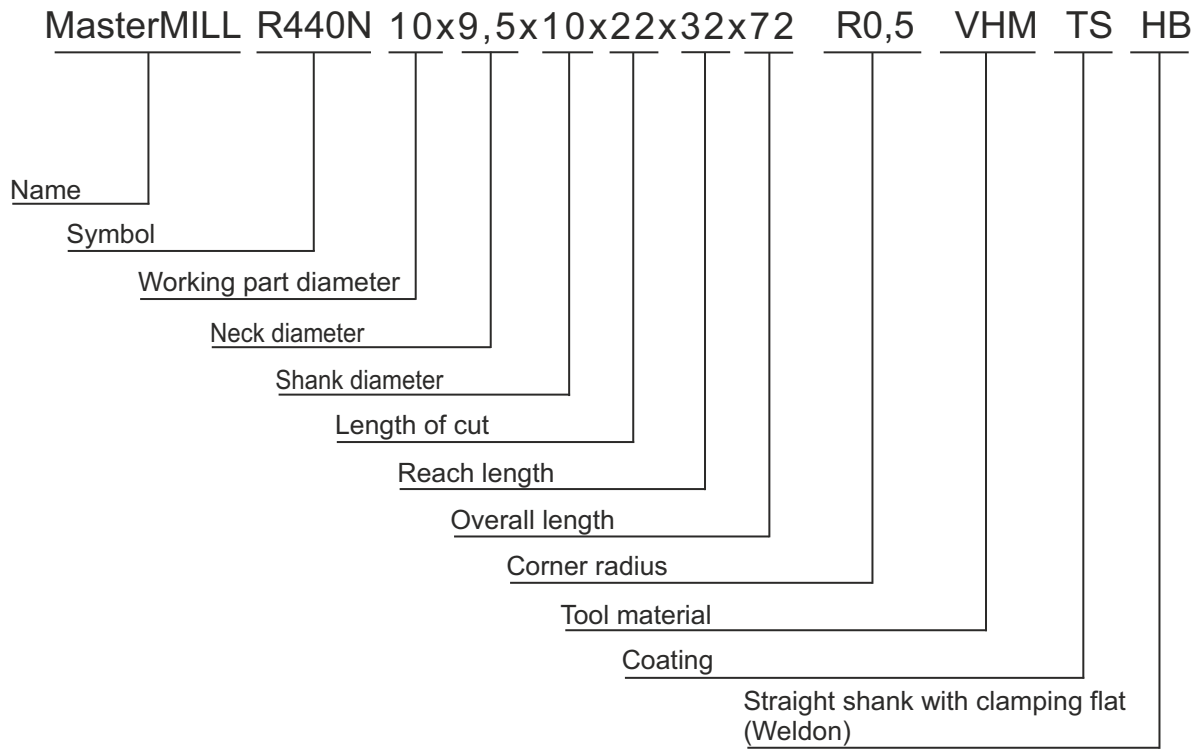 MasterMILL R440N 10x9,5x10x22x32x72 R0,5 VHM TS HB
Name
Symbol
Working part diameter
Neck diameter
Shank diameter
Length of cut
Reach length
Overall length
Corner radius
Tool material
Coating
Straight shank with clamping flat
(Weldon)